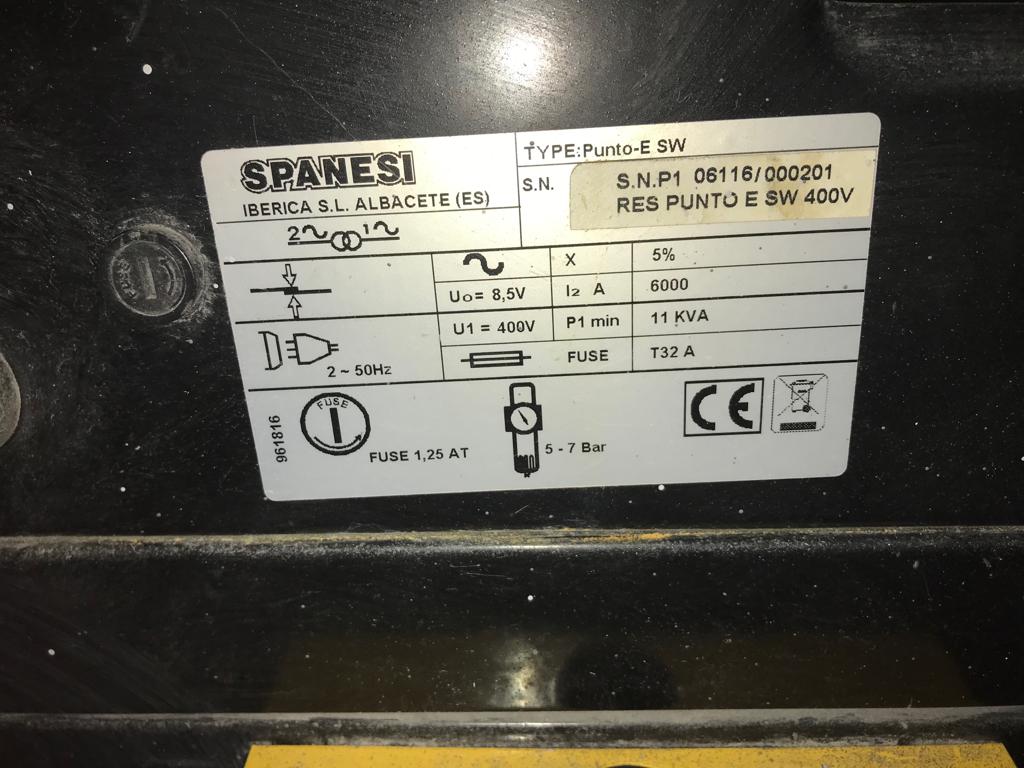 SPANESI
IBERICA S.L. ALBACETE (ES)
TYPE:Punto-E SW
S.N.
S.N.P1 06116/000201
RES PUNTO E SW 400V
2~ 1~
X 5%
Uo= 8,5V I2 A 6000
U1 = 400V P1 min 11 KVA
2 ~ 50Hz
FUSE T32 A
961816
FUSE
FUSE 1,25 AT
5 - 7 Bar
CE